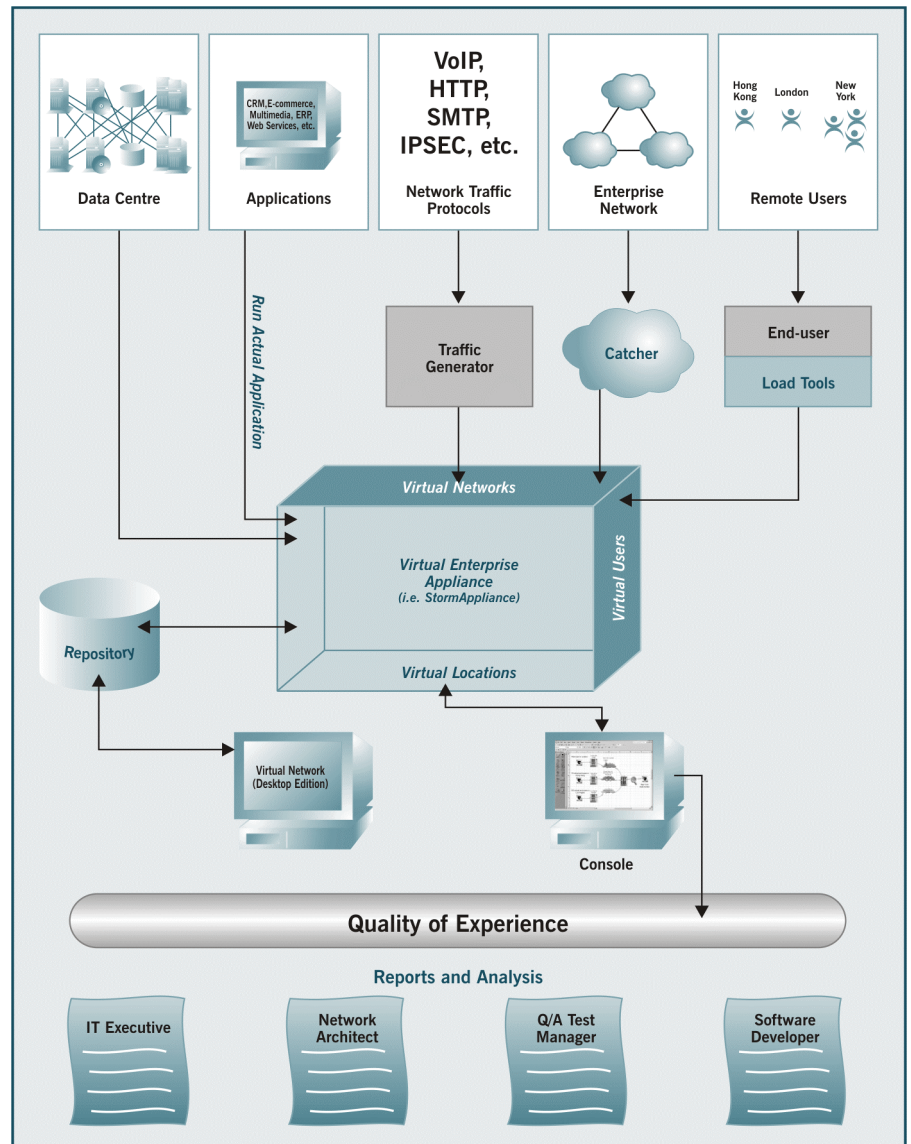 VoIP,
HTTP,
SMTP,
IPSEC, etc.
CRM,E-commerce,
Multimedia, ERP,
Web Services, etc.
Hong
Kong
London
New
York
Data Centre
Applications
Network Traffic
Protocols
Enterprise
Network
Remote Users
Run Actual Application
Traffic
Generator
Catcher
End-user
Load Tools
Virtual Networks
Virtual Enterprise
Appliance
(i.e. StormAppliance)
Virtual Users
Virtual Locations
Repository
Virtual Network
(Desktop Edition)
Console
Quality of Experience
Reports and Analysis
IT Executive
Network
Architect
Q/A Test
Manager
Software
Developer